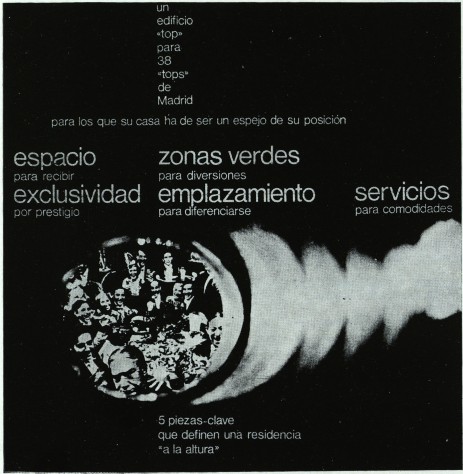 un
edificio
«top»
para
38
«tops»
de
Madrid
para los que su casa ha de ser un espejo de su posición
espacio
para recibir
zonas verdes
para diversiones
exclusividad
por prestigio
emplazamiento
para diferenciarse
servicios
para comodidades
5 piezas-clave
que definen una residencia
"a la altura"